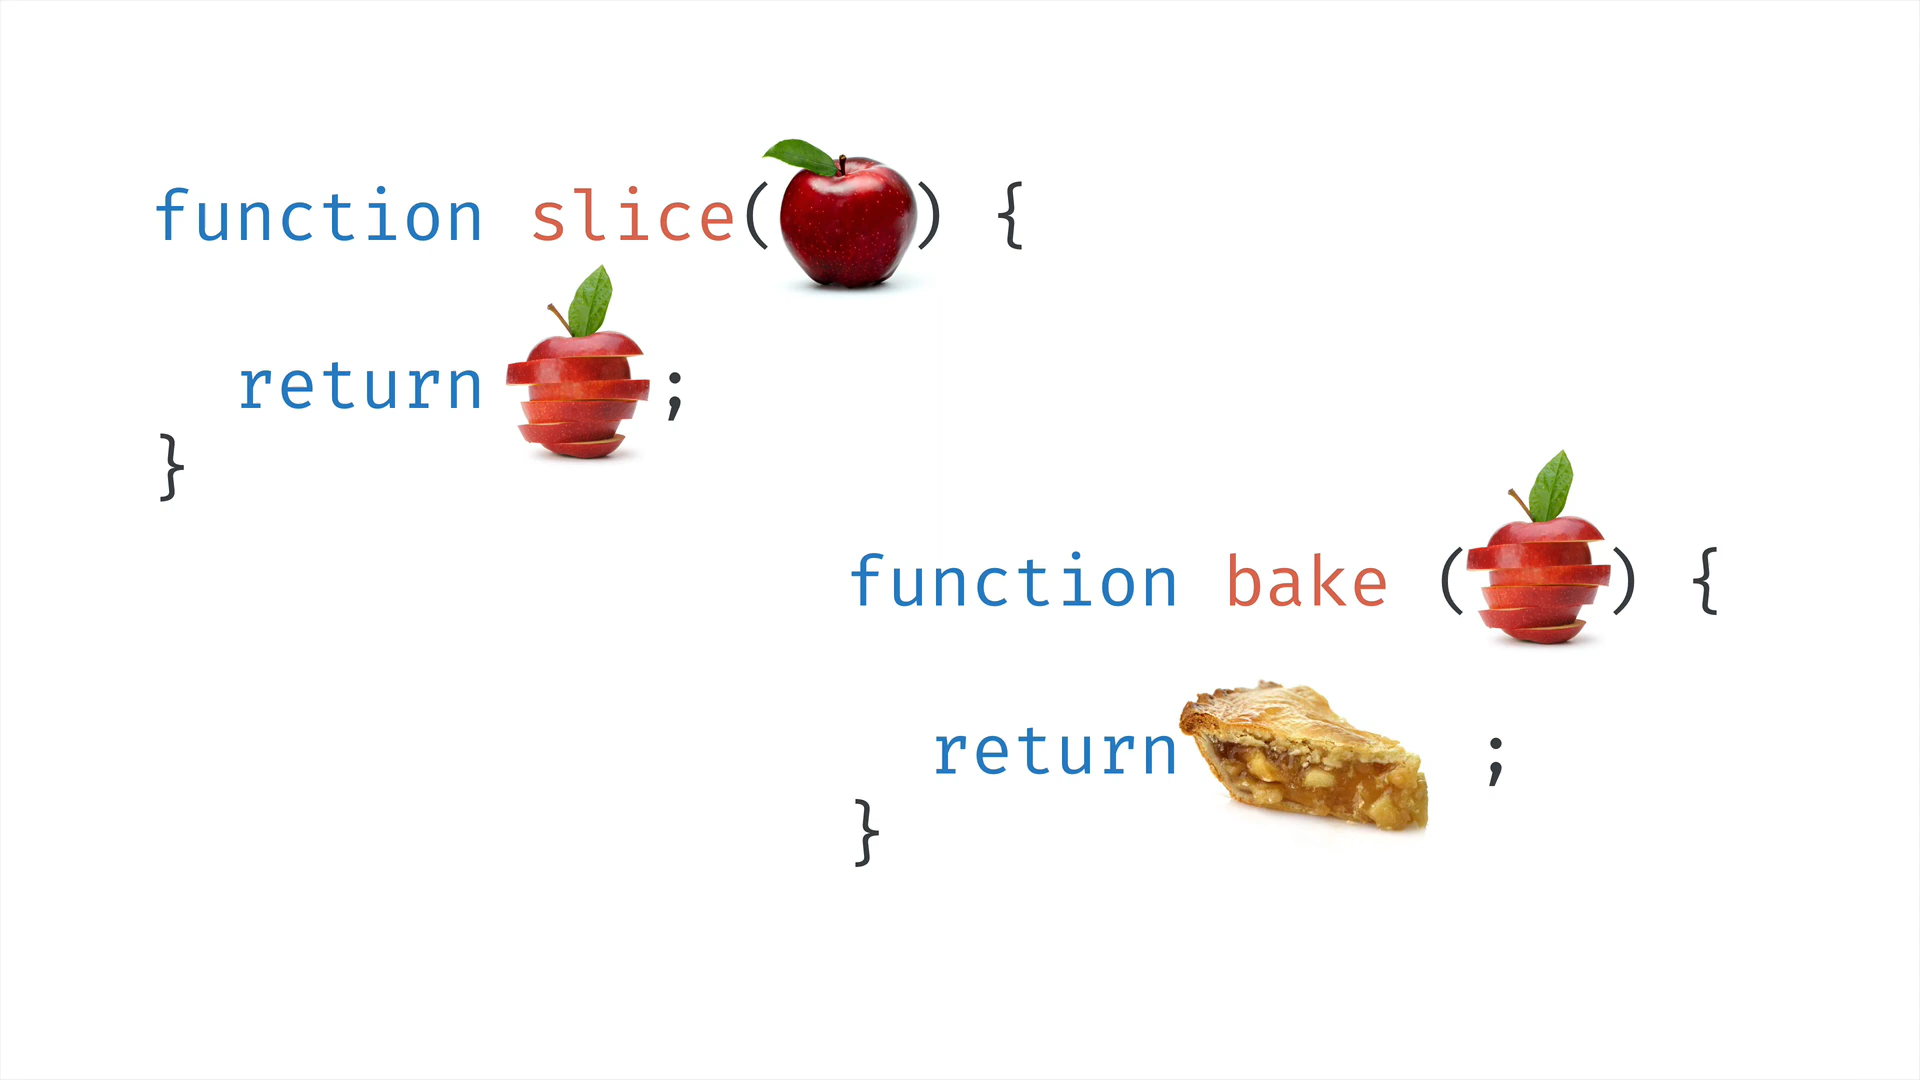 function slice( ) {
return ;
}
function bake ( ) {
return ;
}